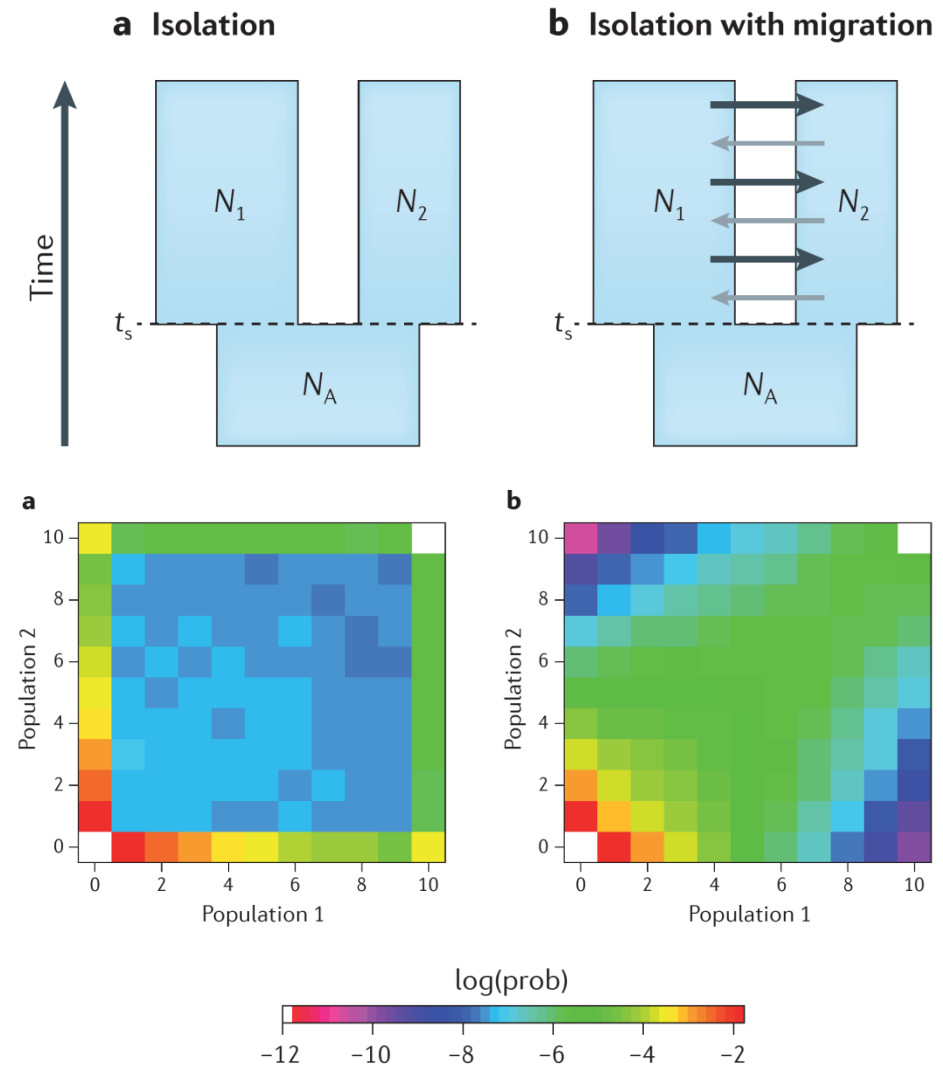 a Isolation
b Isolation with migration
Time
N1
N2
ts
NA
N1
N2
ts
NA
a
Population 2
10
8
6
4
2
0
0 2 4 6 8 10
Population 1
b
Population 2
10
8
6
4
2
0
0 2 4 6 8 10
Population 1
log(prob)
−12 −10 −8 −6 −4 −2